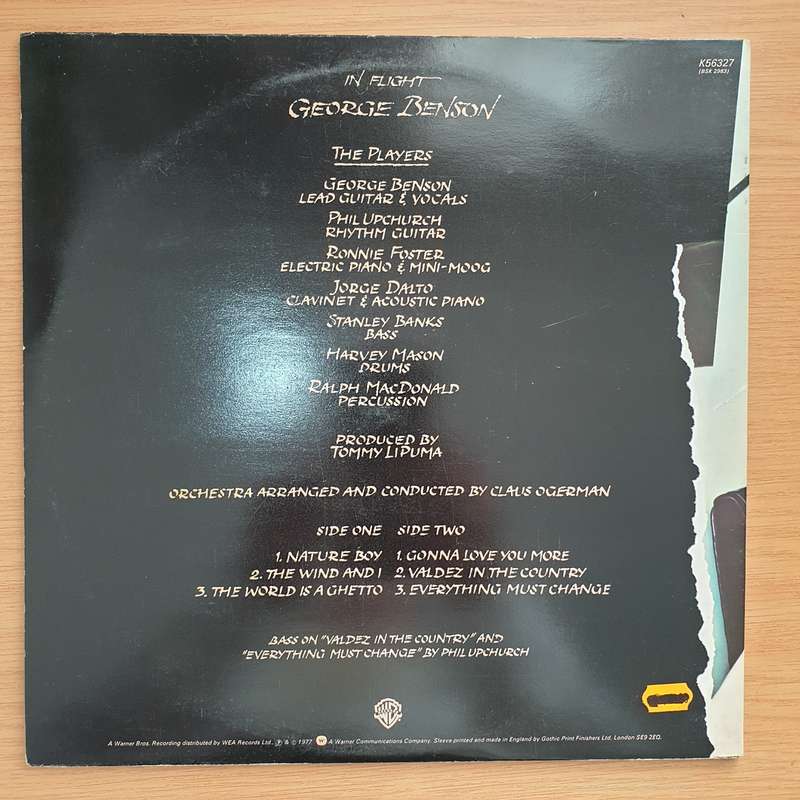 K56327
(BSK 2983)
IN FLIGHT
GEORGE BENSON
THE PLAYERS
GEORGE BENSON
LEAD GUITAR & VOCALS
PHIL UPCHURCH
RHYTHM GUITAR
RONNIE FOSTER
ELECTRIC PIANO & MINI-MOOG
JORGE DALTO
CLAVINET & ACOUSTIC PIANO
STANLEY BANKS
BASS
HARVEY MASON
DRUMS
RALPH MACDONALD
PERCUSSION
PRODUCED BY
TOMMY LIPUMA
ORCHESTRA ARRANGED AND CONDUCTED BY CLAUS OGERMAN
SIDE ONE SIDE TWO
1. NATURE BOY 1. GONNA LOVE YOU MORE
2. THE WIND AND I 2. VALDEZ IN THE COUNTRY
3. THE WORLD IS A GHETTO 3. EVERYTHING MUST CHANGE
BASS ON "VALDEZ IN THE COUNTRY" AND
"EVERYTHING MUST CHANGE" BY PHIL UPCHURCH
A Warner Bros. Recording distributed by WEA Records Ltd., ℗ & © 1977 A Warner Communications Company. Sleeve printed and made in England by Gothic Print Finishers Ltd. London SE9 2EQ.